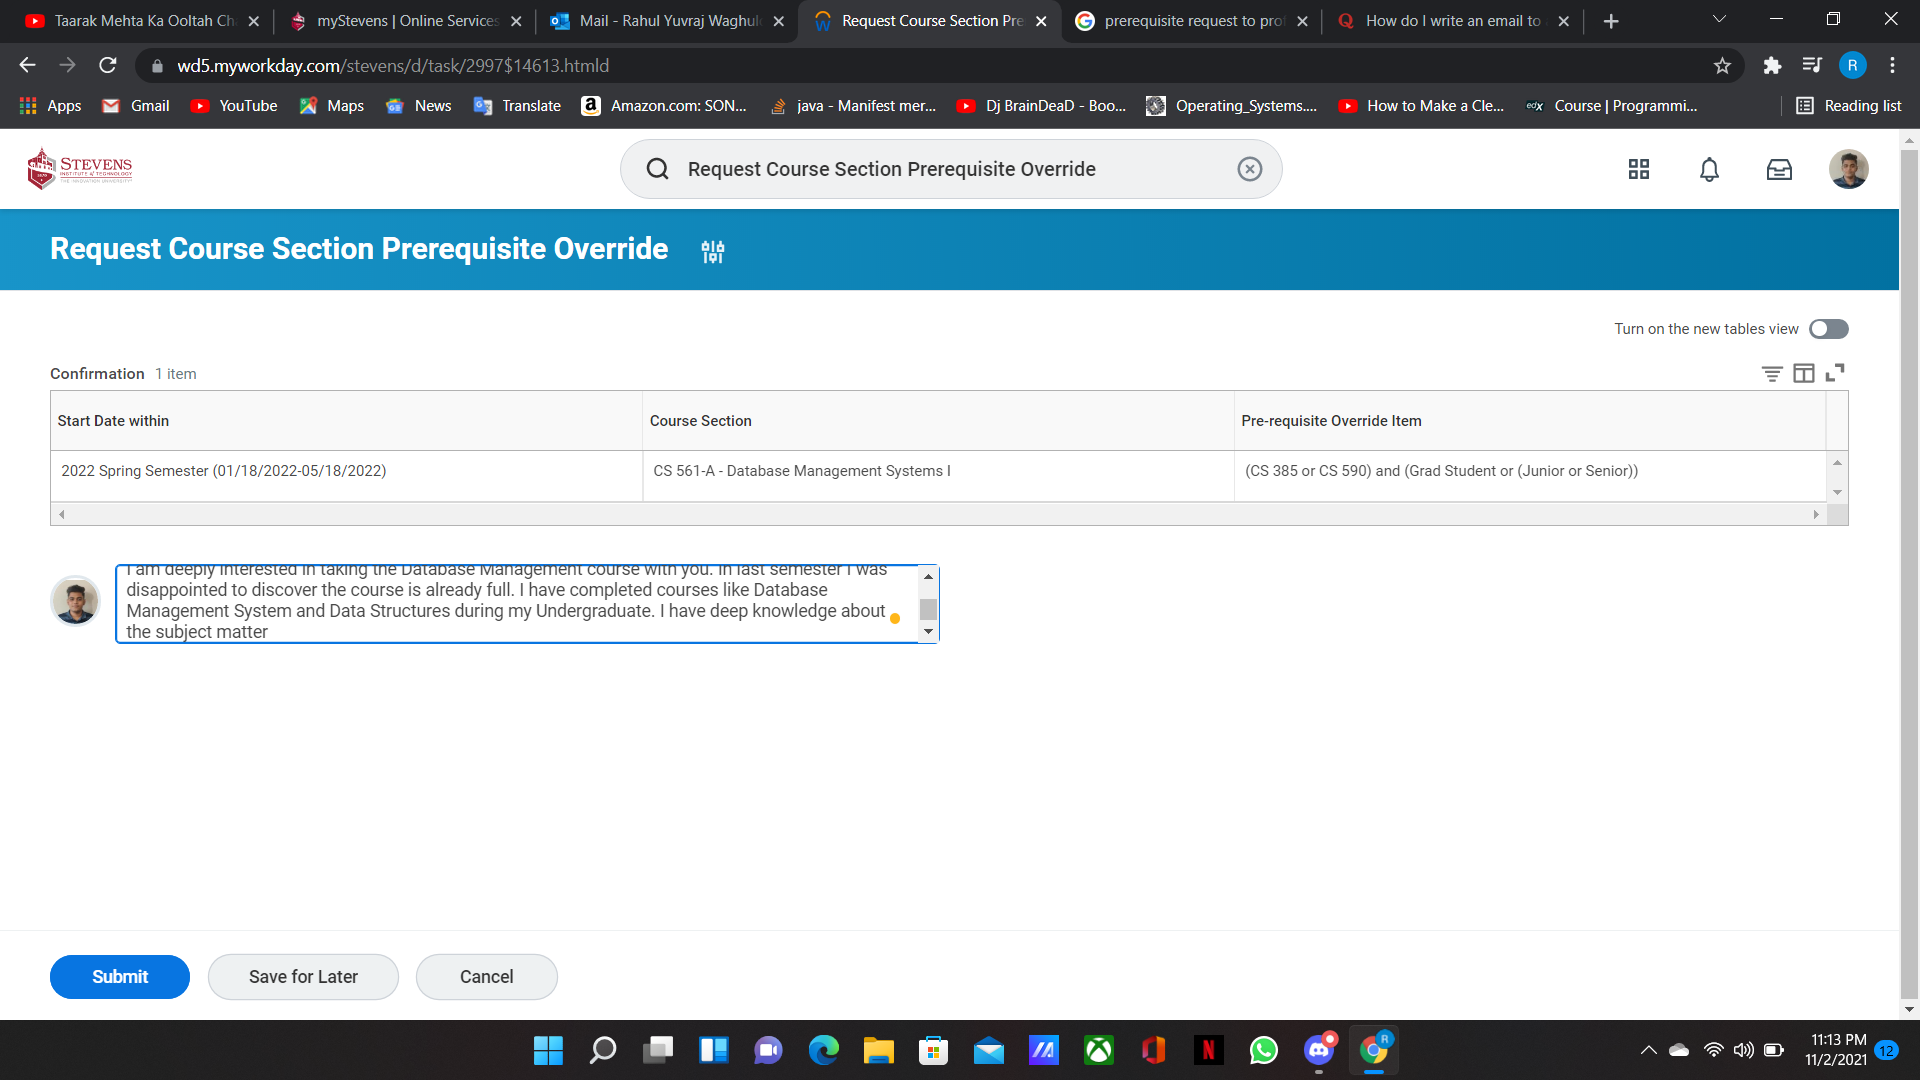 Taarak Mehta Ka Ooltah Ch
myStevens | Online Services
Mail - Rahul Yuvraj Waghul
Request Course Section Pre
prerequisite request to prof
How do I write an email to
wd5.myworkday.com/stevens/d/task/2997$14613.htmld
R
Apps
Gmail
YouTube
Maps
News
Translate
Amazon.com: SON...
java - Manifest mer...
Dj BrainDeaD - Boo...
Operating_Systems....
How to Make a Cle...
edX
Course | Programmi...
Reading list
STEVENS
INSTITUTE of TECHNOLOGY
THE INNOVATION UNIVERSITY
1870
Request Course Section Prerequisite Override
Request Course Section Prerequisite Override
Turn on the new tables view
Confirmation 1 item
Start Date within
Course Section
Pre-requisite Override Item
2022 Spring Semester (01/18/2022-05/18/2022)
CS 561-A - Database Management Systems I
(CS 385 or CS 590) and (Grad Student or (Junior or Senior))
I am deeply interested in taking the Database Management course with you. In last semester I was
disappointed to discover the course is already full. I have completed courses like Database
Management System and Data Structures during my Undergraduate. I have deep knowledge about
the subject matter
Submit
Save for Later
Cancel
N
R
11:13 PM
11/2/2021
12